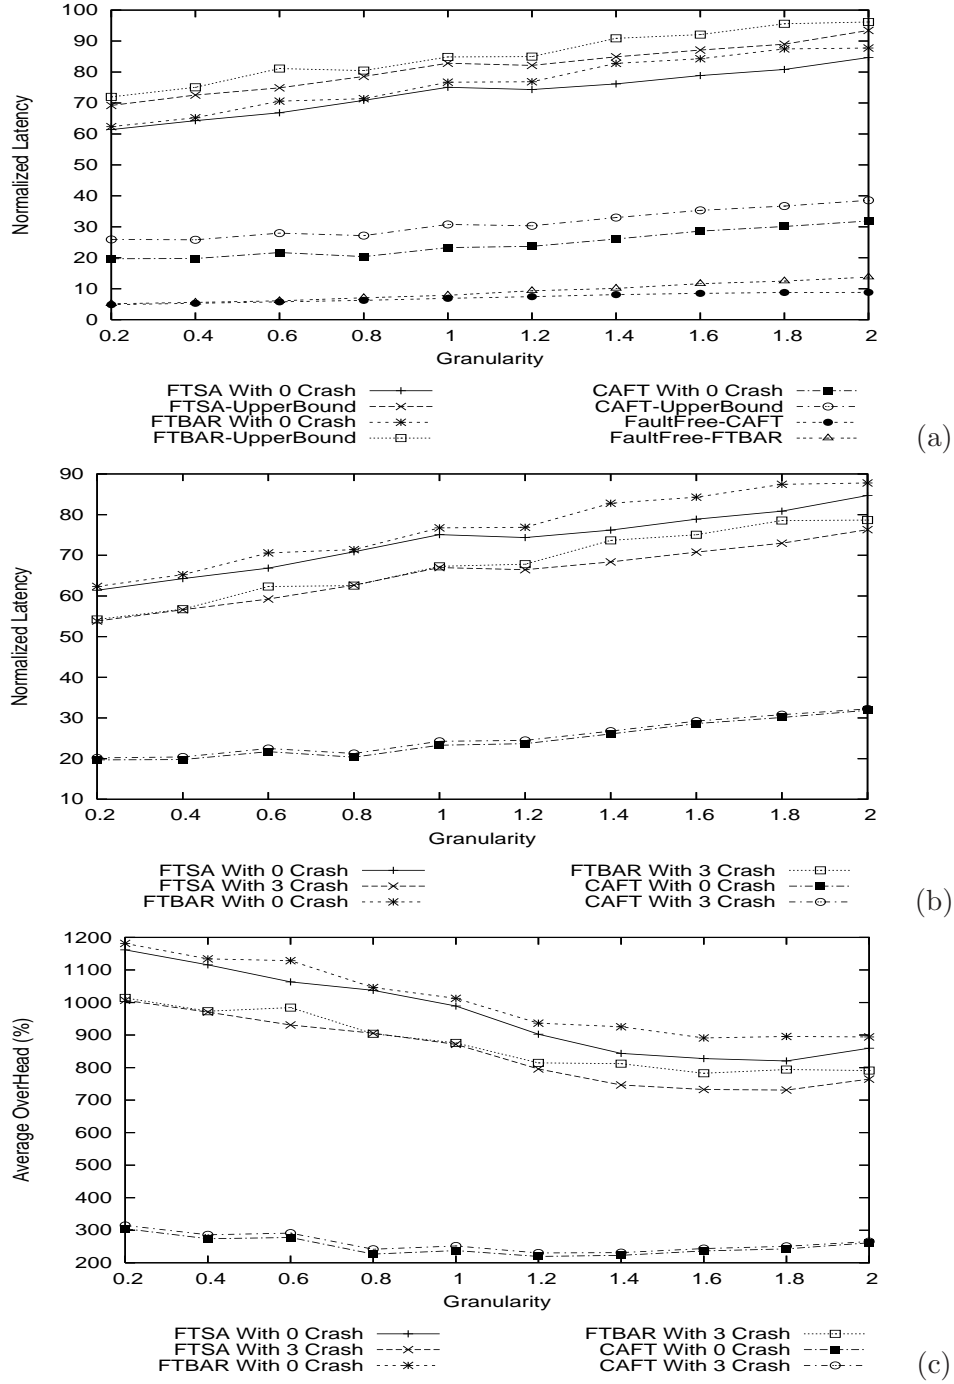 100
90
80
70
60
50
40
30
20
10
0
Normalized Latency
0.2 0.4 0.6 0.8 1 1.2 1.4 1.6 1.8 2
Granularity
FTSA With 0 Crash
FTSA-UpperBound
FTBAR With 0 Crash
FTBAR-UpperBound
CAFT With 0 Crash
CAFT-UpperBound
FaultFree-CAFT
FaultFree-FTBAR
(a)
90
80
70
60
50
40
30
20
10
Normalized Latency
0.2 0.4 0.6 0.8 1 1.2 1.4 1.6 1.8 2
Granularity
FTSA With 0 Crash
FTSA With 3 Crash
FTBAR With 0 Crash
FTBAR With 3 Crash
CAFT With 0 Crash
CAFT With 3 Crash
(b)
1200
1100
1000
900
800
700
600
500
400
300
200
Average OverHead (%)
0.2 0.4 0.6 0.8 1 1.2 1.4 1.6 1.8 2
Granularity
FTSA With 0 Crash
FTSA With 3 Crash
FTBAR With 0 Crash
FTBAR With 3 Crash
CAFT With 0 Crash
CAFT With 3 Crash
(c)